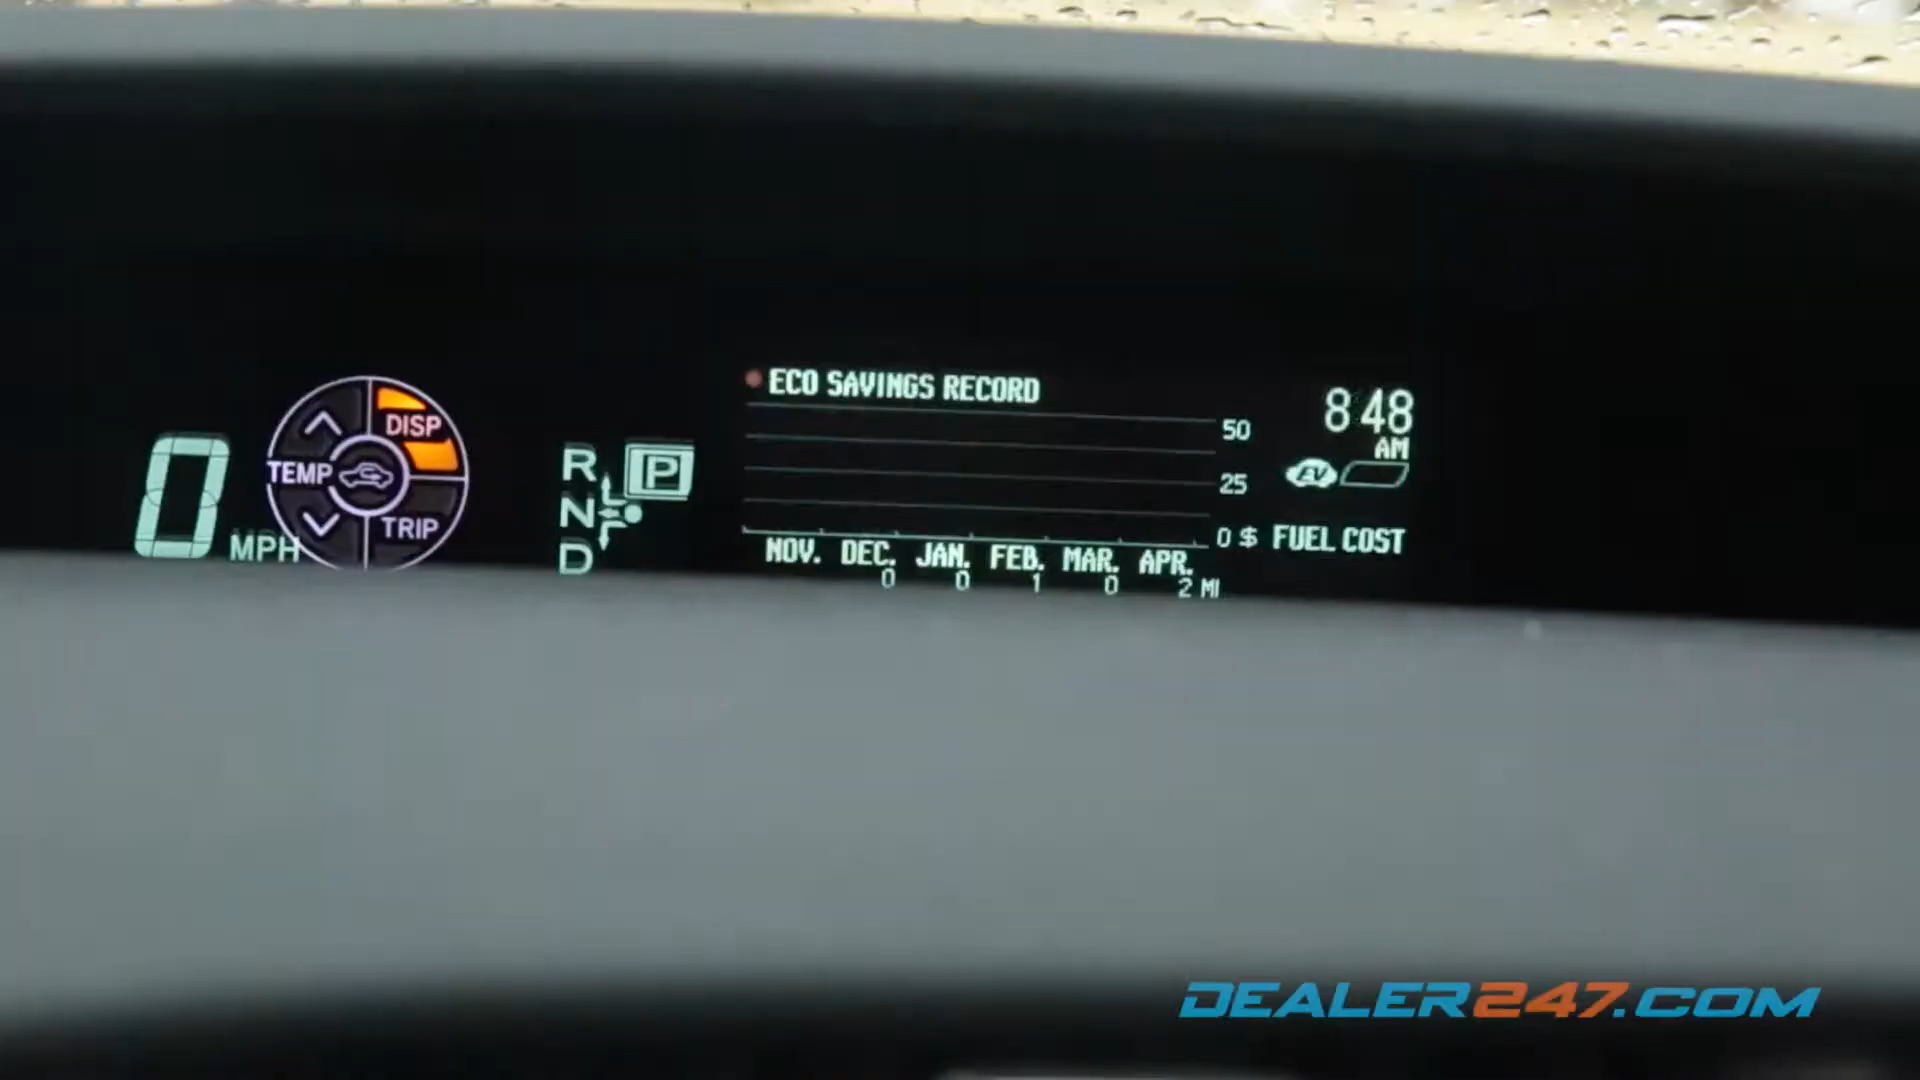 0 MPH
DISP
TEMP
TRIP
R
P
N
D
ECO SAVINGS RECORD
50
25
0 $
NOV. DEC. JAN. FEB. MAR. APR.
0 0 1 0 2 MI
8:48
AM
EV
FUEL COST
DEALER247.COM